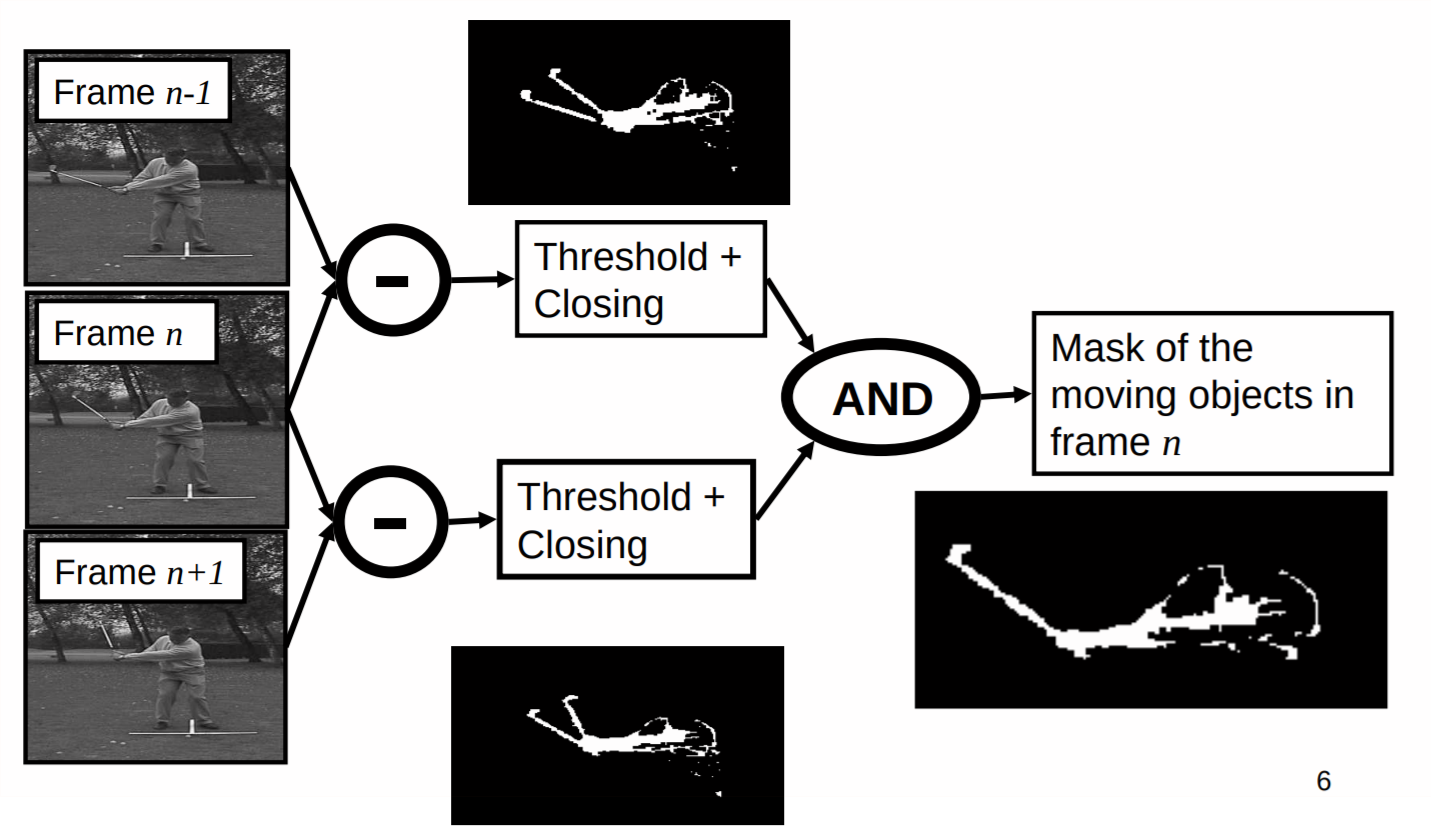 Frame n-1
Frame n
Frame n+1
-
Threshold +
Closing
-
Threshold +
Closing
AND
Mask of the
moving objects in
frame n
6